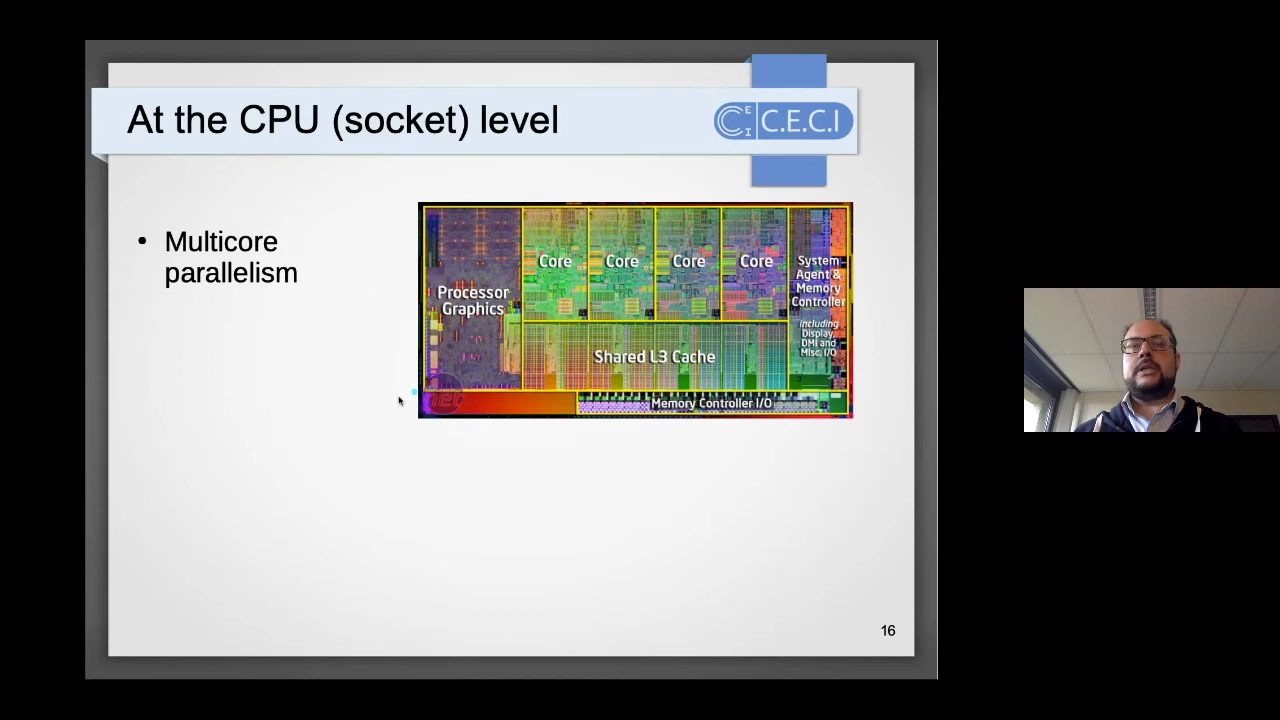 At the CPU (socket) level
C E
I
C.E.C.I
• Multicore
parallelism
Processor
Graphics
Core
Core
Core
Core
System
Agent &
Memory
Controller
including
Display,
DMI and
Misc. I/O
Shared L3 Cache
Memory Controller I/O
16